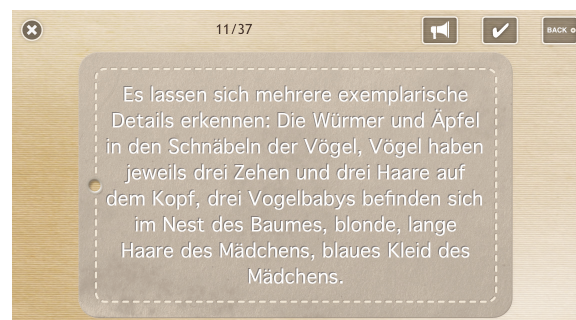 11/37
BACK
Es lassen sich mehrere exemplarische
Details erkennen: Die Würmer und Äpfel
in den Schnäbeln der Vögel, Vögel haben
jeweils drei Zehen und drei Haare auf
dem Kopf, drei Vogelbabys befinden sich
im Nest des Baumes, blonde, lange
Haare des Mädchens, blaues Kleid des
Mädchens.